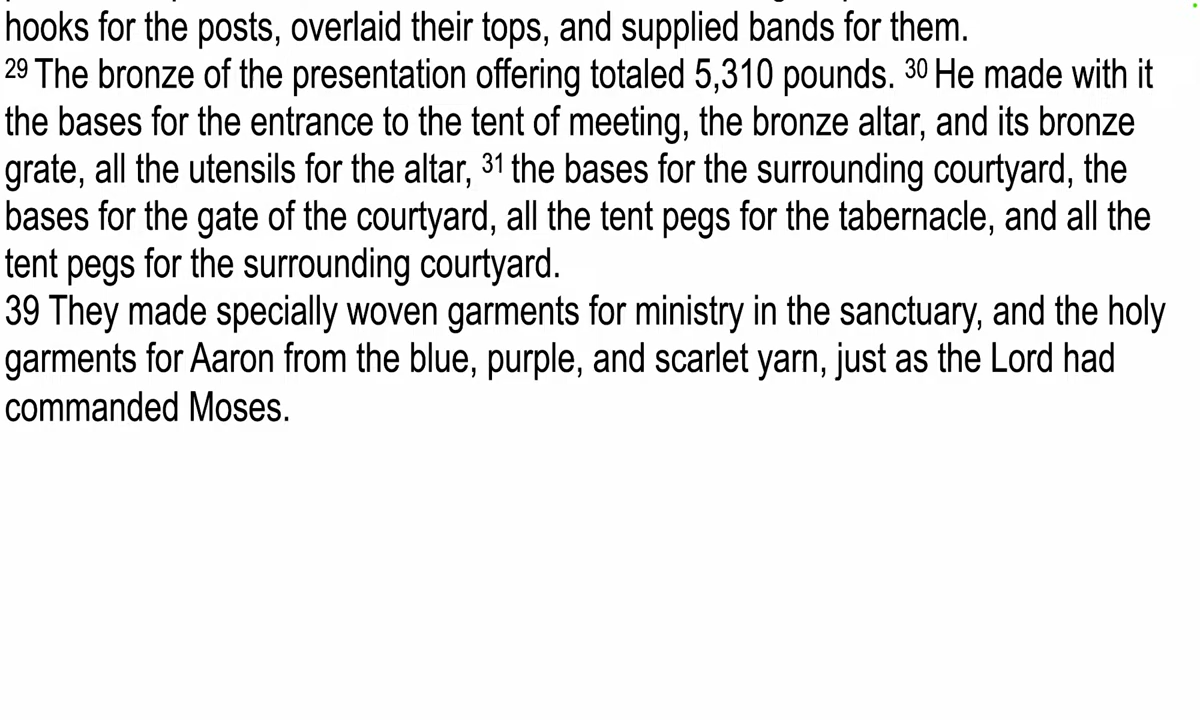 hooks for the posts, overlaid their tops, and supplied bands for them.
29 The bronze of the presentation offering totaled 5,310 pounds. 30 He made with it
the bases for the entrance to the tent of meeting, the bronze altar, and its bronze
grate, all the utensils for the altar, 31 the bases for the surrounding courtyard, the
bases for the gate of the courtyard, all the tent pegs for the tabernacle, and all the
tent pegs for the surrounding courtyard.
39 They made specially woven garments for ministry in the sanctuary, and the holy
garments for Aaron from the blue, purple, and scarlet yarn, just as the Lord had
commanded Moses.